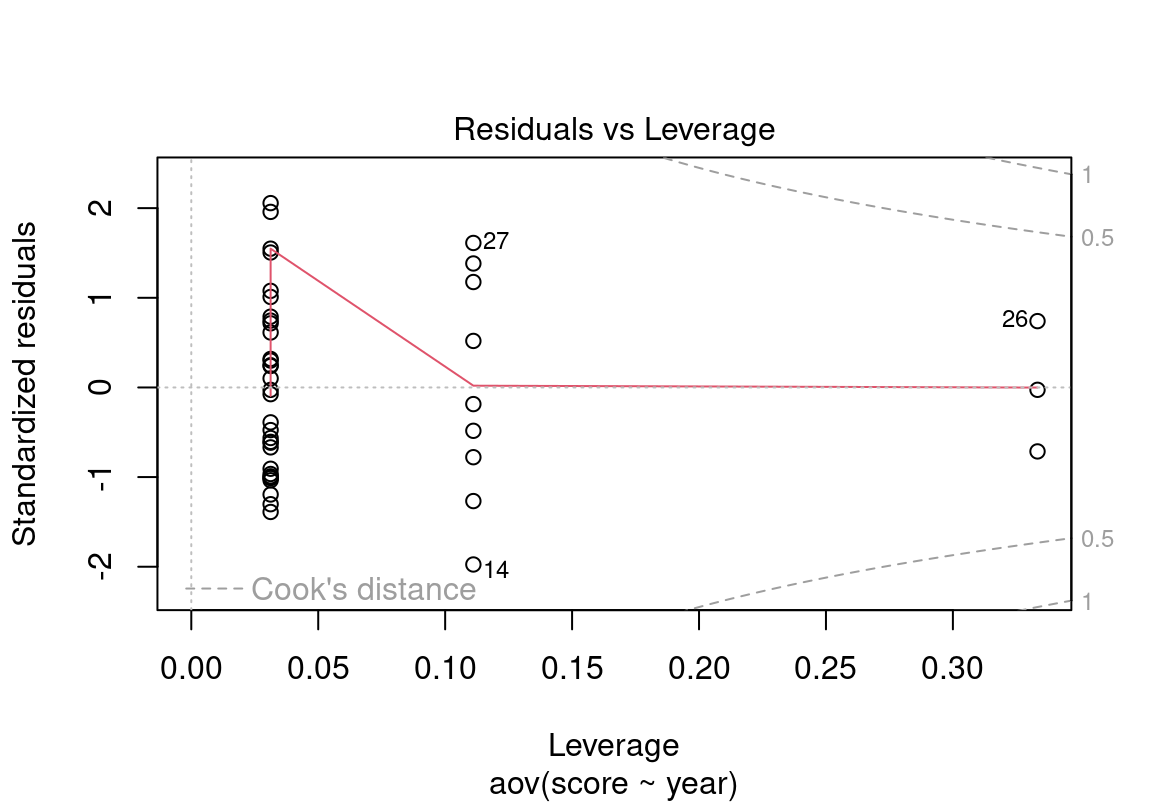 Residuals vs Leverage
Standardized residuals
2
1
0
-1
-2
27
14
26
1
0.5
0.5
1
Cook's distance
0.00 0.05 0.10 0.15 0.20 0.25 0.30
Leverage
aov(score ~ year)